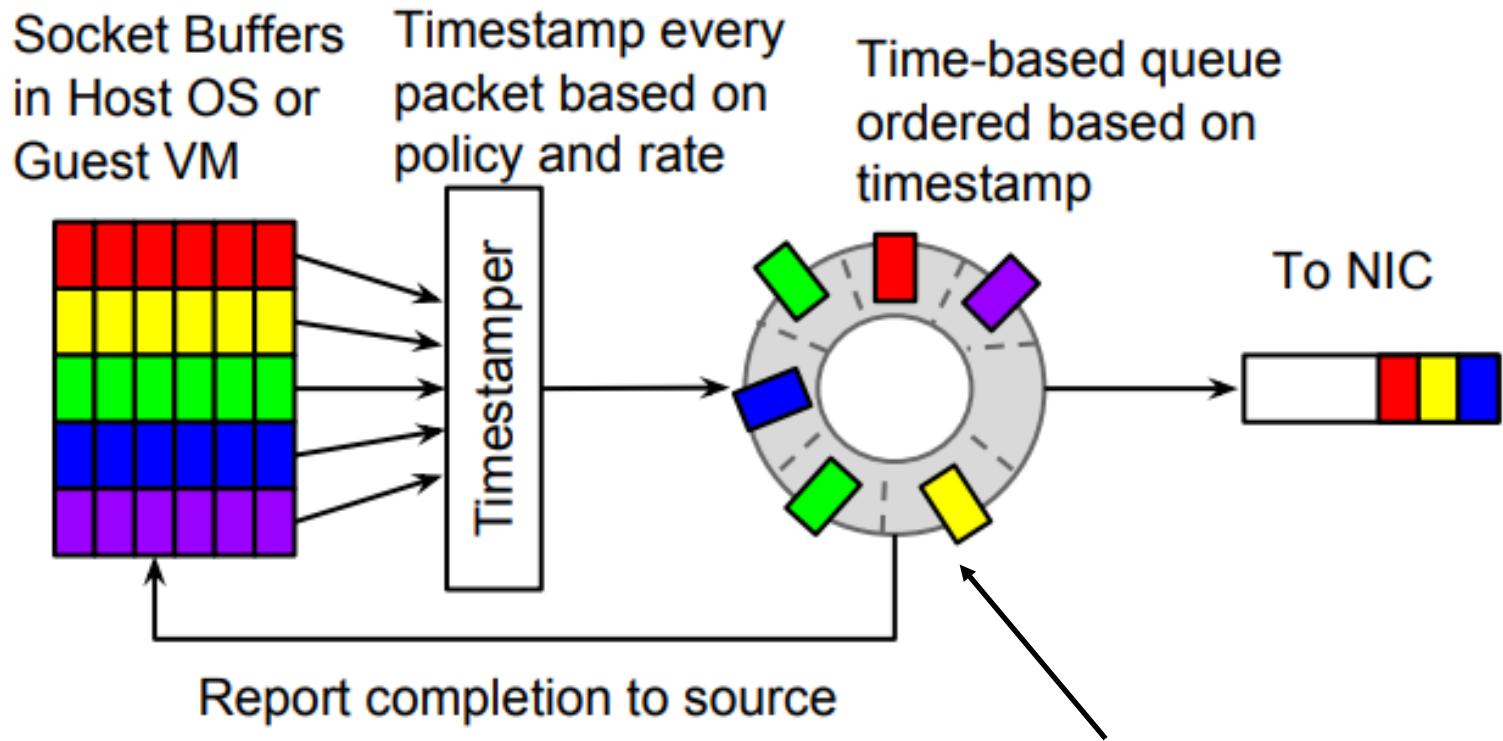 Socket Buffers
in Host OS or
Guest VM
Timestamp every
packet based on
policy and rate
Time-based queue
ordered based on
timestamp
To NIC
Timestamper
Report completion to source